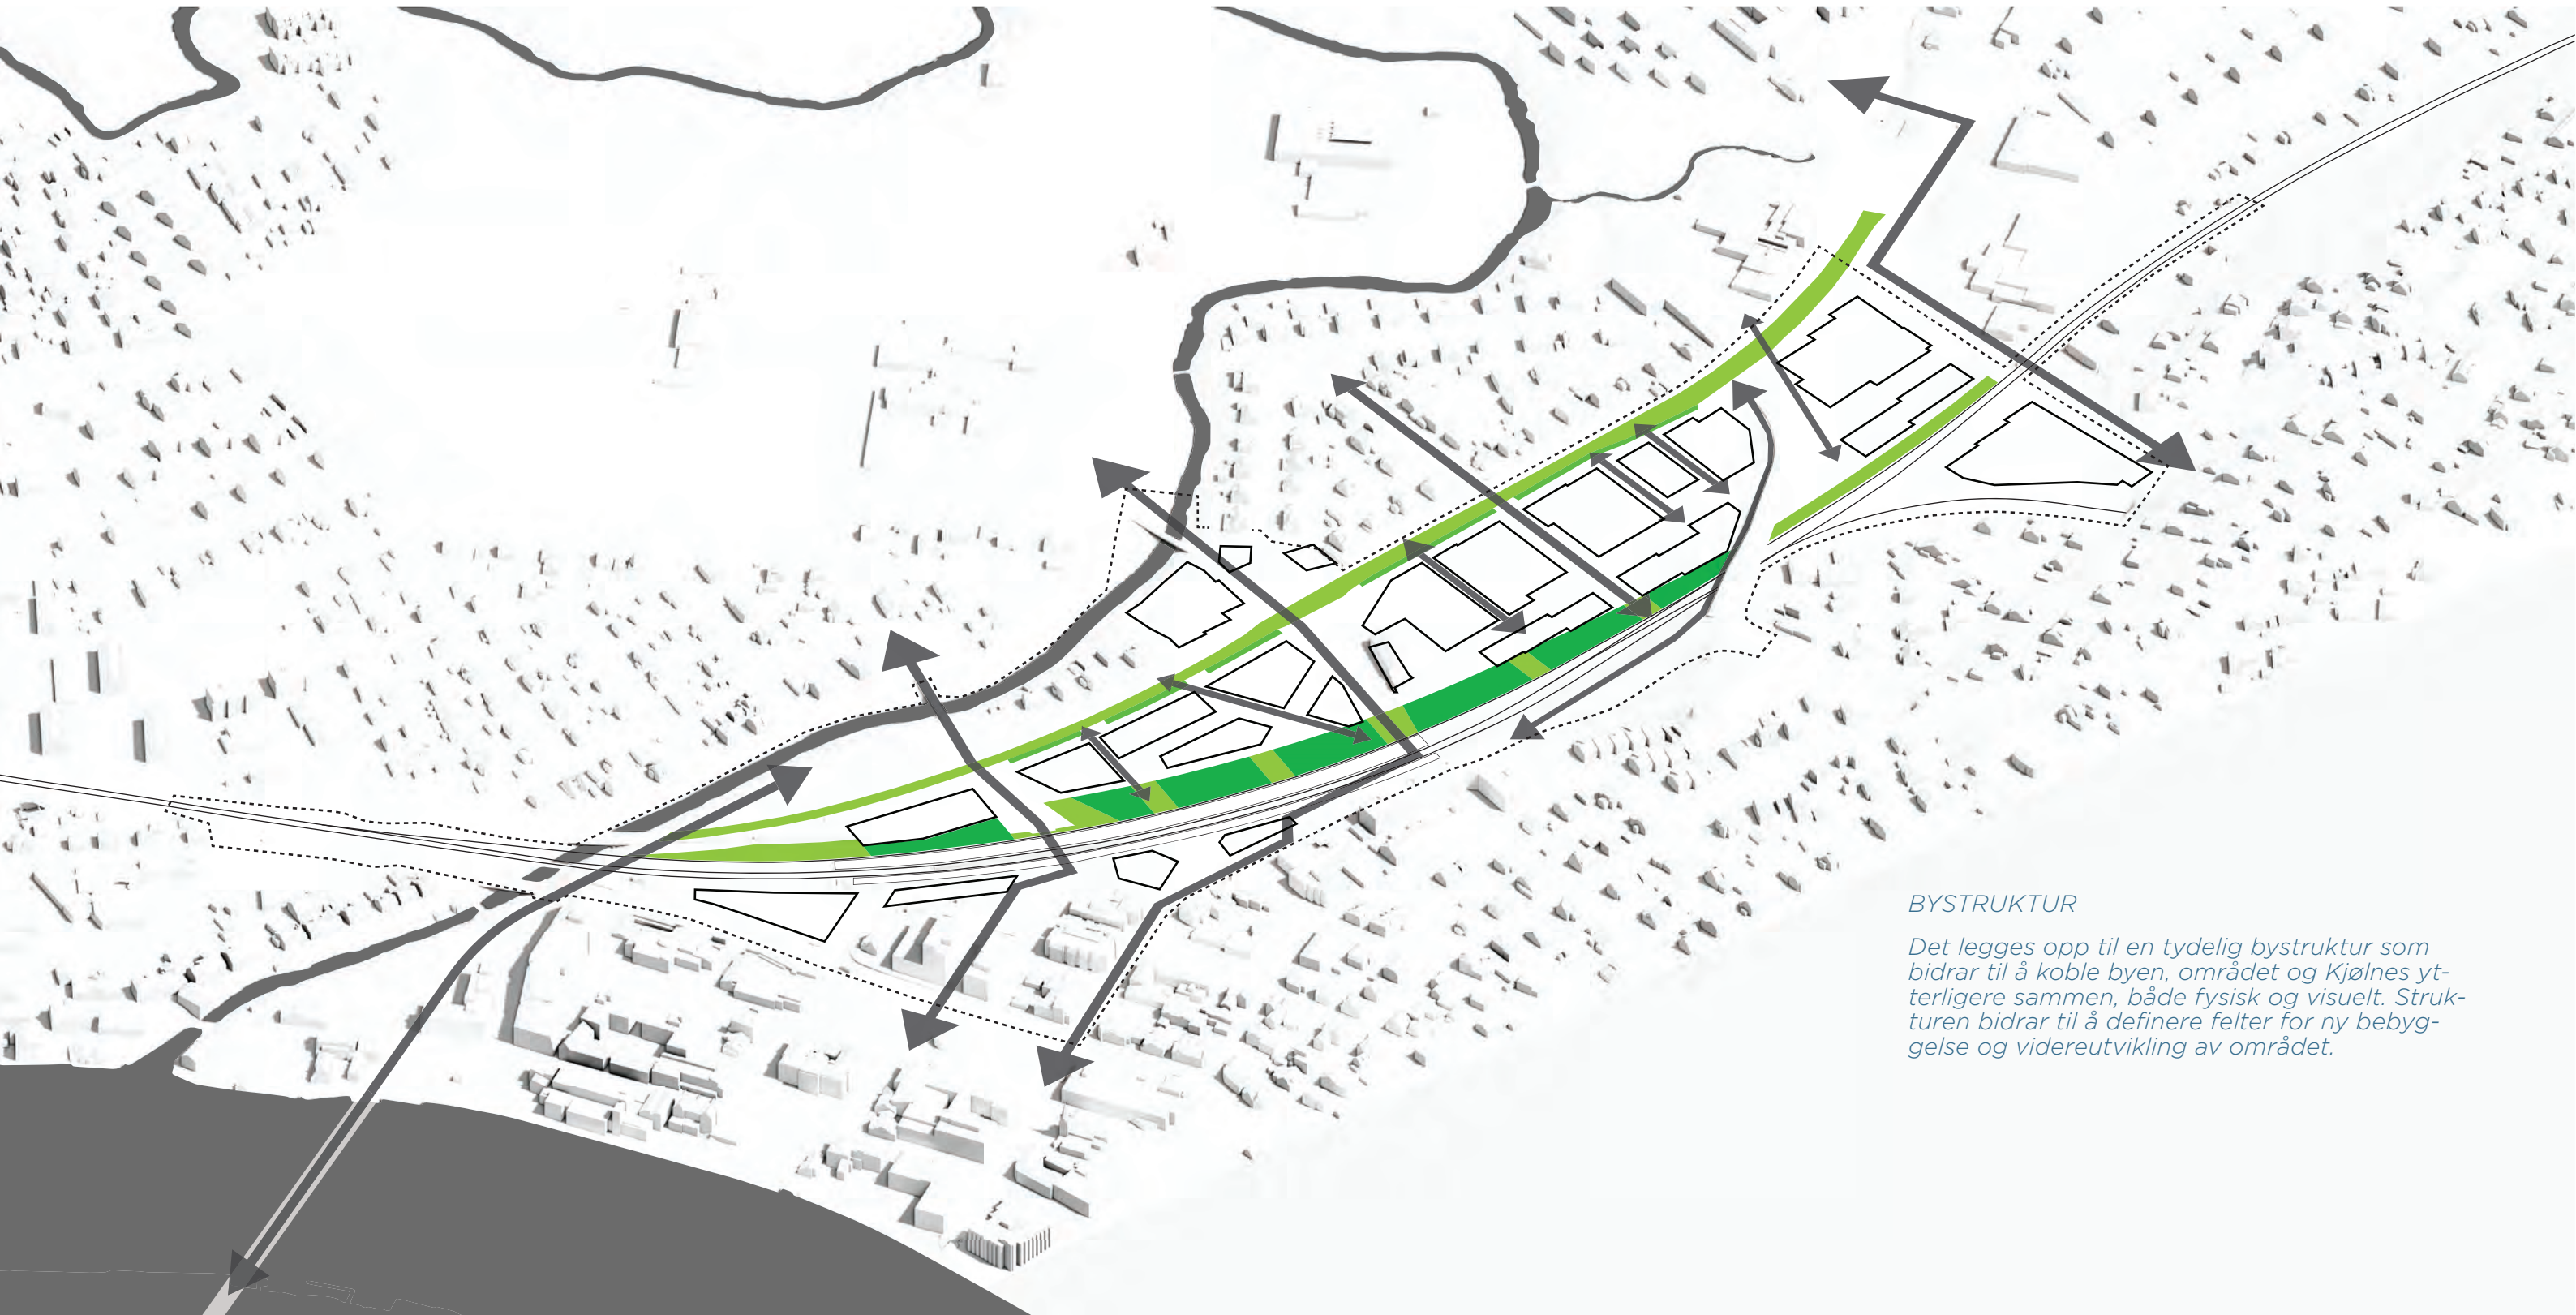 BYSTRUKTUR
Det legges opp til en tydelig bystruktur som
bidrar til å koble byen, området og Kjølnes yt-
terligere sammen, både fysisk og visuelt. Struk-
turen bidrar til å definere felter for ny bebyg-
gelse og videreutvikling av området.